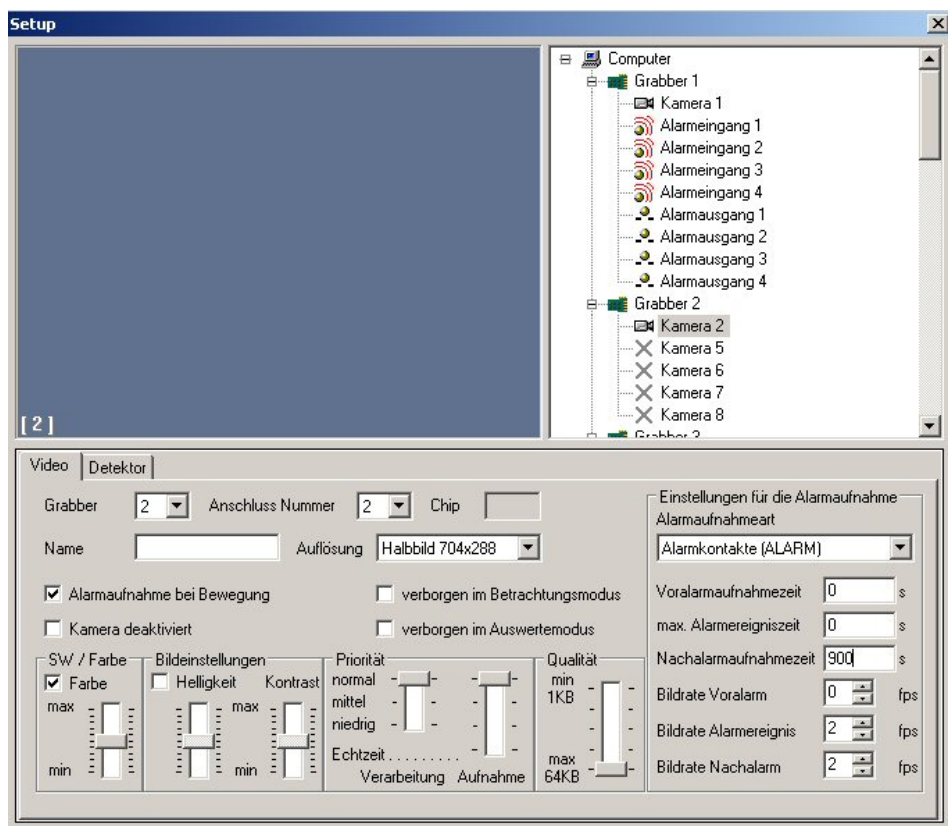 Setup
[ 2 ]
Computer
Grabber 1
Kamera 1
Alarmeingang 1
Alarmeingang 2
Alarmeingang 3
Alarmeingang 4
Alarmausgang 1
Alarmausgang 2
Alarmausgang 3
Alarmausgang 4
Grabber 2
Kamera 2
Kamera 5
Kamera 6
Kamera 7
Kamera 8
Grabber 3
Video
Detektor
Grabber 2 Anschluss Nummer 2 Chip
Name Auflösung Halbbild 704x288
Alarmaufnahme bei Bewegung verborgen im Betrachtungsmodus
Kamera deaktiviert verborgen im Auswertemodus
SW / Farbe
Farbe
max
min
Bildeinstellungen
Helligkeit Kontrast
max
min
Priorität
normal
mittel
niedrig
Echtzeit . . . . . . . . .
Verarbeitung Aufnahme
Qualität
min
1KB
max
64KB
Einstellungen für die Alarmaufnahme
Alarmaufnahmeart
Alarmkontakte (ALARM)
Voralarmaufnahmezeit 0 s
max. Alarmereigniszeit 0 s
Nachalarmaufnahmezeit 900 s
Bildrate Voralarm 0 fps
Bildrate Alarmereignis 2 fps
Bildrate Nachalarm 2 fps